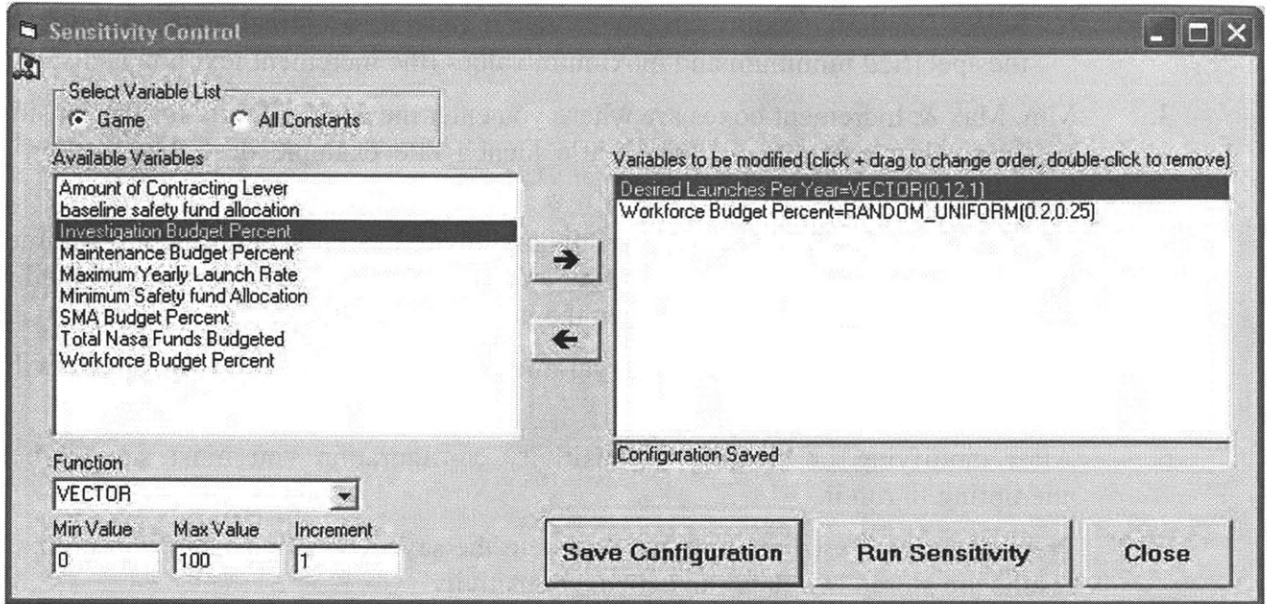 Sensitivity Control
Select Variable List
Game
All Constants
Available Variables
Amount of Contracting Lever
baseline safety fund allocation
Investigation Budget Percent
Maintenance Budget Percent
Maximum Yearly Launch Rate
Minimum Safety fund Allocation
SMA Budget Percent
Total Nasa Funds Budgeted
Workforce Budget Percent
Variables to be modified (click + drag to change order, double-click to remove)
Desired Launches Per Year=VECTOR(0,12,1)
Workforce Budget Percent=RANDOM_UNIFORM(0.2,0.25)
Configuration Saved
Function
VECTOR
Min Value Max Value Increment
0 100 1
Save Configuration Run Sensitivity Close